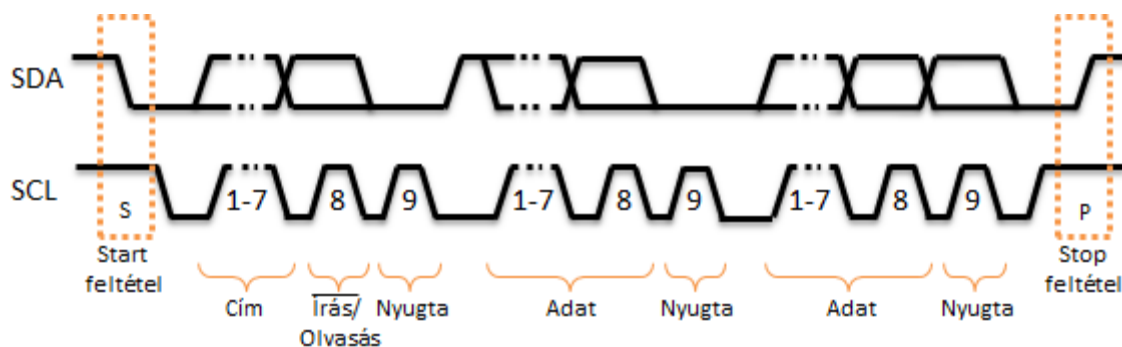 SDA
SCL
S 1-7 8 9 1-7 8 9 1-7 8 9 P
Start
feltétel
Cím
Írás/
Olvasás
Nyugta
Adat
Nyugta
Adat
Nyugta
Stop
feltétel